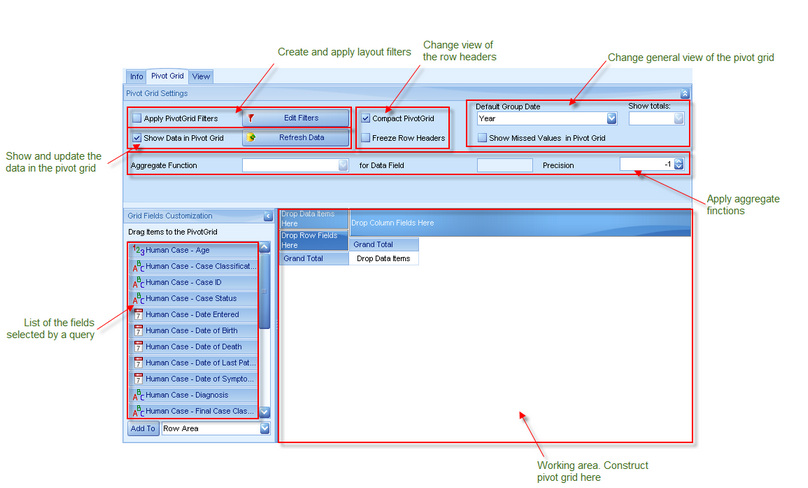 Create and apply layout filters
Change view of
the row headers
Change general view of the pivot grid
Info Pivot Grid View
Pivot Grid Settings
Apply PivotGrid Filters Edit Filters
Compact PivotGrid
Default Group Date Show totals:
Year
Show Data in Pivot Grid Refresh Data
Freeze Row Headers
Show Missed Values in Pivot Grid
Show and update the
data in the pivot grid
Aggregate Function for Data Field Precision -1
Apply aggregate
finctions
Grid Fields Customization
Drag Items to the PivotGrid
Drop Data Items
Here
Drop Column Fields Here
Drop Row Fields
Here
Grand Total
Grand Total Drop Data Items
Human Case - Age
Human Case - Case Classificat...
Human Case - Case ID
Human Case - Case Status
Human Case - Date Entered
Human Case - Date of Birth
Human Case - Date of Death
Human Case - Date of Last Pat...
Human Case - Date of Sympto...
Human Case - Diagnosis
Human Case - Final Case Clas...
List of the fields
selected by a query
Add To Row Area
Working area. Construct
pivot grid here